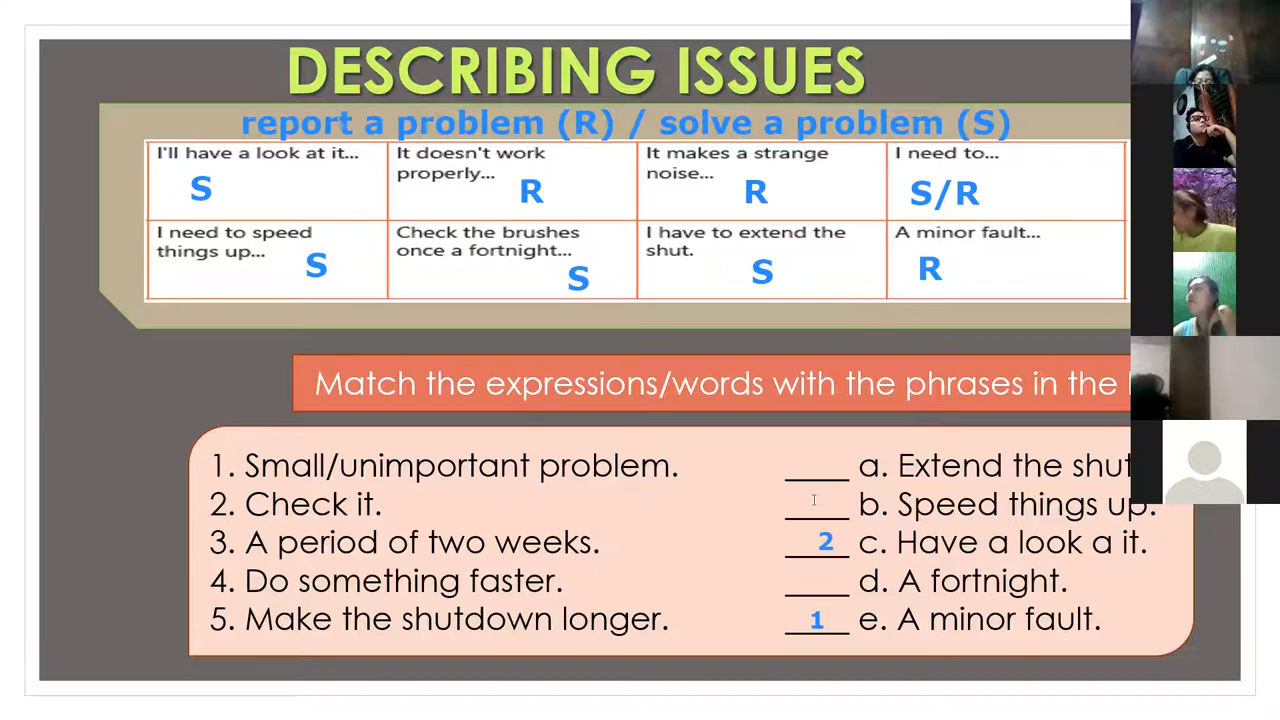 DESCRIBING ISSUES
report a problem (R) / solve a problem (S)
I'll have a look at it...
S
It doesn't work
properly...
R
It makes a strange
noise...
R
I need to...
S/R
I need to speed
things up...
S
Check the brushes
once a fortnight...
S
I have to extend the
shut.
S
A minor fault...
R
Match the expressions/words with the phrases in the
1. Small/unimportant problem.
2. Check it.
3. A period of two weeks.
4. Do something faster.
5. Make the shutdown longer.
____ a. Extend the shut
____ b. Speed things up.
2 c. Have a look a it.
____ d. A fortnight.
1 e. A minor fault.